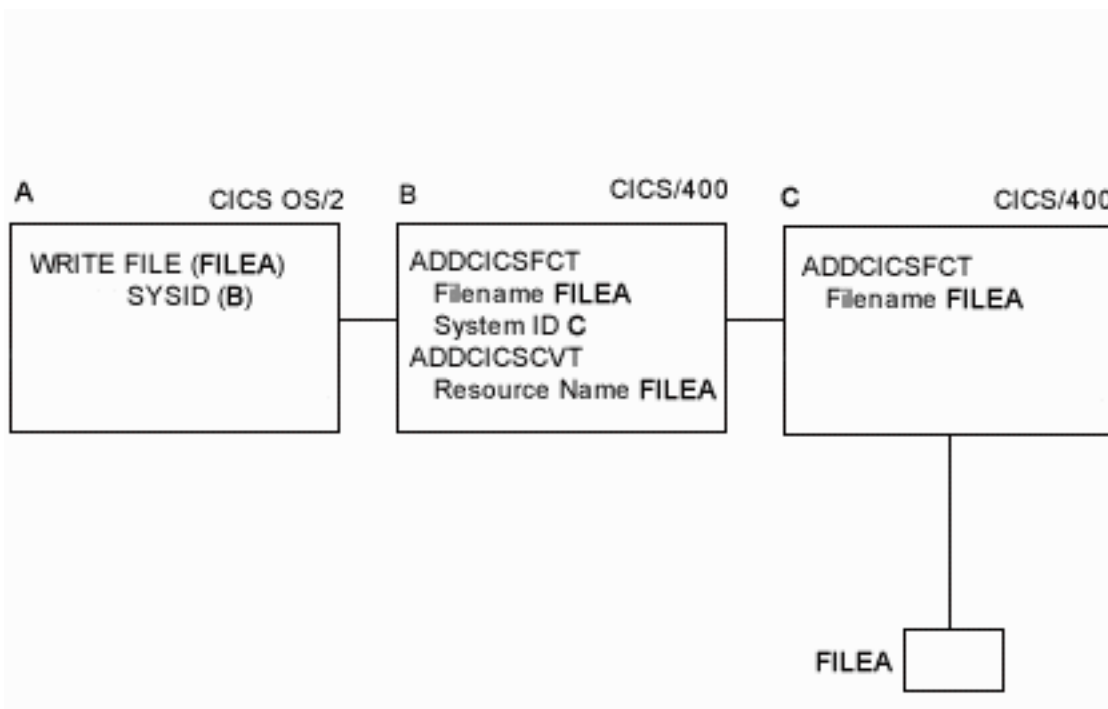 A
CICS OS/2
WRITE FILE (FILEA)
SYSID (B)
B
CICS/400
ADDCICSFCT
Filename FILEA
System ID C
ADDCICSCVT
Resource Name FILEA
C
CICS/400
ADDCICSFCT
Filename FILEA
FILEA